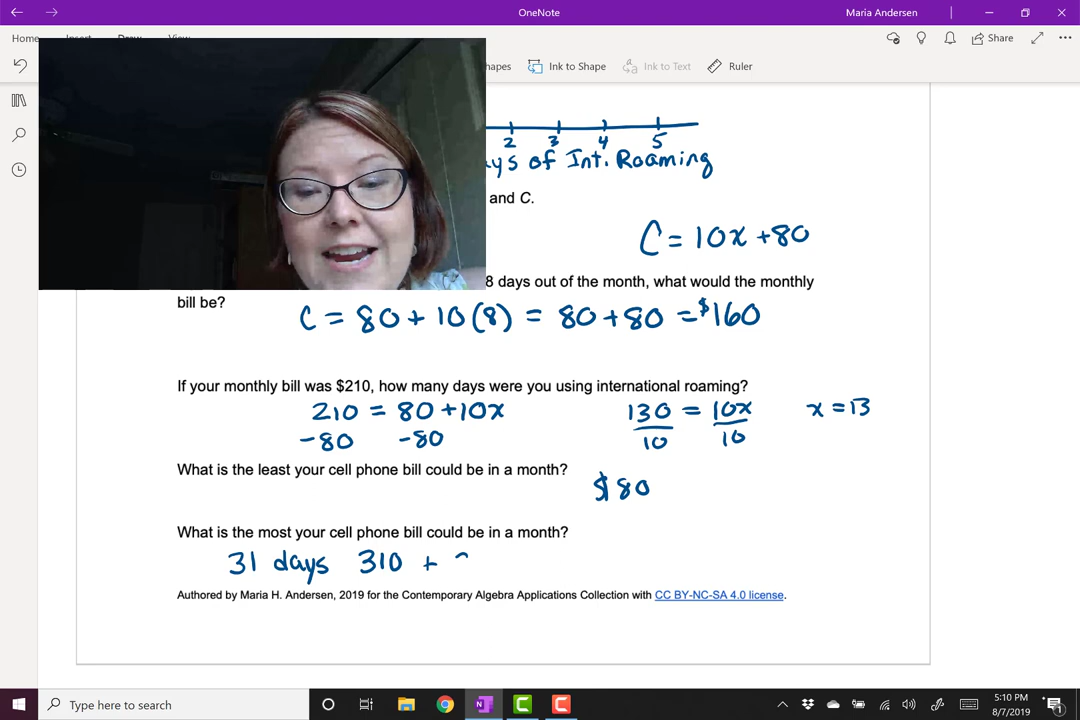 OneNote
Maria Andersen
Home Insert Draw View
Share
Shapes Ink to Shape Ink to Text Ruler
2 3 4 5
ys of Int. Roaming
and C.
C = 10x +80
8 days out of the month, what would the monthly
bill be?
C = 80 + 10 (8) = 80 + 80 = $160
If your monthly bill was $210, how many days were you using international roaming?
210 = 80 + 10x 130 = 10x x = 13
-80 -80 10 10
What is the least your cell phone bill could be in a month?
$80
What is the most your cell phone bill could be in a month?
31 days 310 +
Authored by Maria H. Andersen, 2019 for the Contemporary Algebra Applications Collection with CC BY-NC-SA 4.0 license.
Type here to search
5:10 PM
8/7/2019